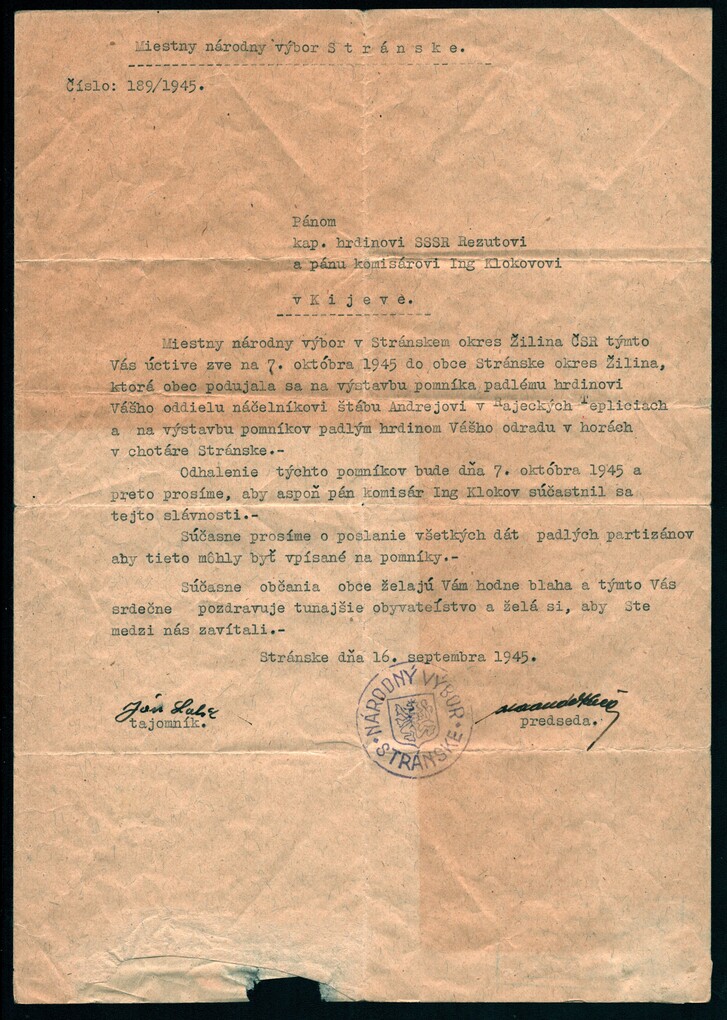 Miestny národny výbor S t r á n s k e.
Číslo: 189/1945.
Pánom
kap. hrdinovi SSSR Rezutovi
a pánu komisárovi Ing Klokovovi
v K i j e v e.
Miestny národny výbor v Stránskem okres Žilina ČSR týmto
Vás úctive zve na 7. októbra 1945 do obce Stránske okres Žilina,
ktorá obec podujala sa na výstavbu pomníka padlému hrdinovi
Vášho oddielu náčelníkovi štábu Andrejovi v Rajeckých Tepliciach
a na výstavbu pomníkov padlým hrdinom Vášho odradu v horách
v chotáre Stránske.-
Odhalenie týchto pomníkov bude dňa 7. októbra 1945 a
preto prosíme, aby aspoň pán komisár Ing Klokov súčastnil sa
tejto slávnosti.-
Súčasne prosíme o poslanie všetkých dát padlých partizánov
aby tieto môhly byť vpísané na pomníky.-
Súčasne občania obce želajú Vám hodne blaha a týmto Vás
srdečne pozdravuje tunajšie obyvateľstvo a želá si, aby Ste
medzi nás zavítali.-
Stránske dňa 16. septembra 1945.
Ján
tajomník.
NÁRODNÝ VÝBOR
STRÁNSKE
predseda.